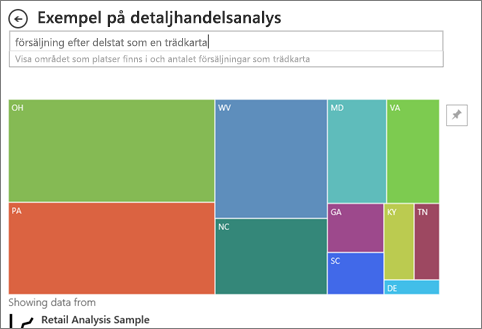 Exempel på detaljhandelsanalys
försäljning efter delstat som en trädkarta
Visa området som platser finns i och antalet försäljningar som trädkarta
OH
WV
MD
VA
PA
NC
GA
KY
TN
SC
DE
Showing data from
Retail Analysis Sample